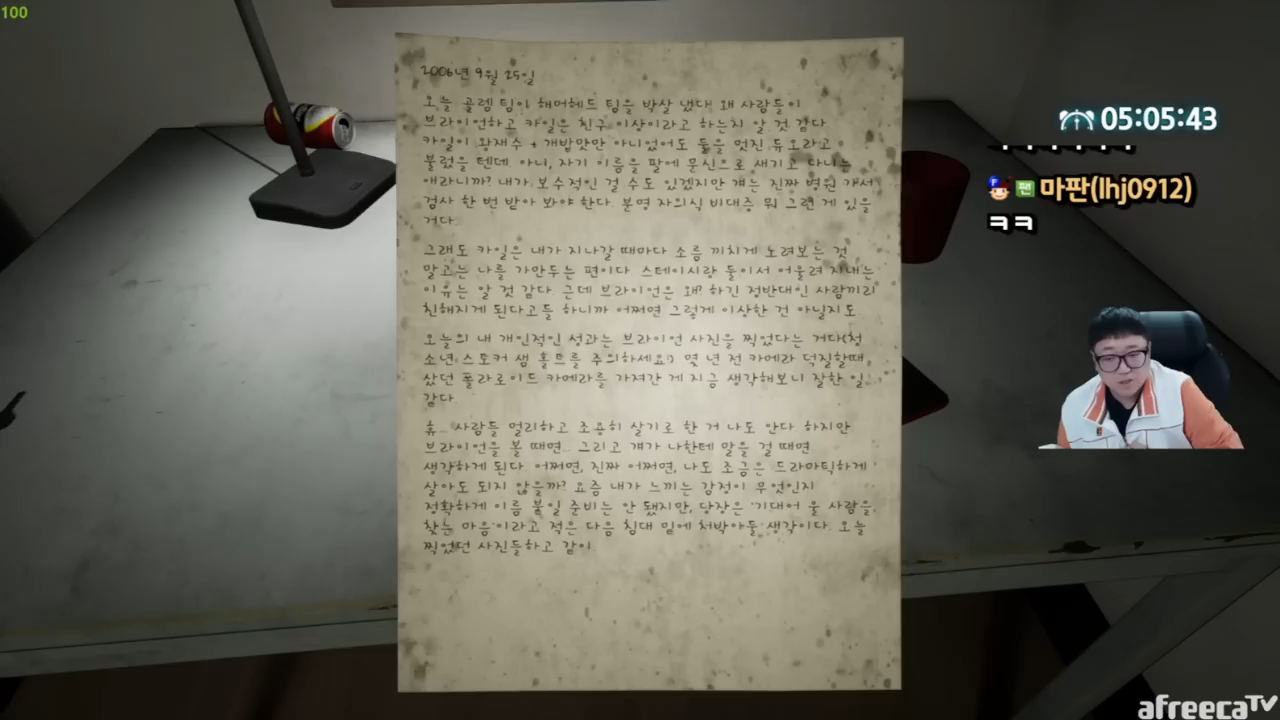 100
2006년 9월 25일
오늘 골렘 팀이 해머헤드 팀을 박살 냈다! 왜 사람들이
브라이언하고 카일은 친구 이상이라고 하는지 알 것 같다.
카일이 왕재수 + 개밥맛만 아니었어도 둘을 멋진 듀오라고
불렀을 텐데. 아니, 자기 이름을 팔에 문신으로 새기고 다니는
애라니까? 내가 보수적인 걸 수도 있겠지만 걔는 진짜 병원 가서
검사 한 번 받아 봐야 한다. 분명 자의식 비대증 뭐 그런 게 있을
거다.
그래도 카일은 내가 지나갈 때마다 소름 끼치게 노려보는 것
말고는 나를 가만두는 편이다. 스테이시랑 둘이서 어울려 지내는
이유는 알 것 같다. 근데 브라이언은 왜? 하긴 정반대인 사람끼리
친해지게 된다고들 하니까 어쩌면 그렇게 이상한 건 아닐지도.
오늘의 내 개인적인 성과는 브라이언 사진을 찍었다는 거다(청
소년 스토커 샘 홀트를 주의하세요!) 몇 년 전 카메라 덕질할때
샀던 폴라로이드 카메라를 가져간 게 지금 생각해보니 잘한 일
같다.
휴... 사람들 멀리하고 조용히 살기로 한 거 나도 안다. 하지만
브라이언을 볼 때면... 그리고 걔가 나한테 말을 걸 때면
생각하게 된다. 어쩌면, 진짜 어쩌면, 나도 조금은 드라마틱하게
살아도 되지 않을까? 요즘 내가 느끼는 감정이 무엇인지
정확하게 이름 붙일 준비는 안 됐지만, 당장은 '기대어 울 사람을
찾는 마음'이라고 적은 다음 침대 밑에 처박아둘 생각이다. 오늘
찍었던 사진들하고 같이.
05:05:43
마판(lhj0912)
ㅋㅋ
afreecaTV